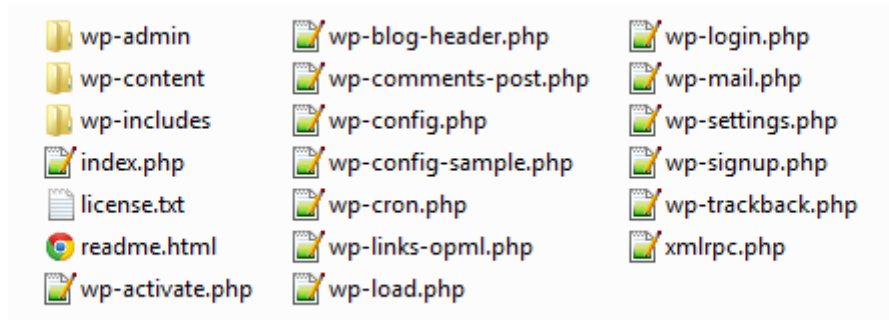 wp-admin
wp-content
wp-includes
index.php
license.txt
readme.html
wp-activate.php
wp-blog-header.php
wp-comments-post.php
wp-config.php
wp-config-sample.php
wp-cron.php
wp-links-opml.php
wp-load.php
wp-login.php
wp-mail.php
wp-settings.php
wp-signup.php
wp-trackback.php
xmlrpc.php